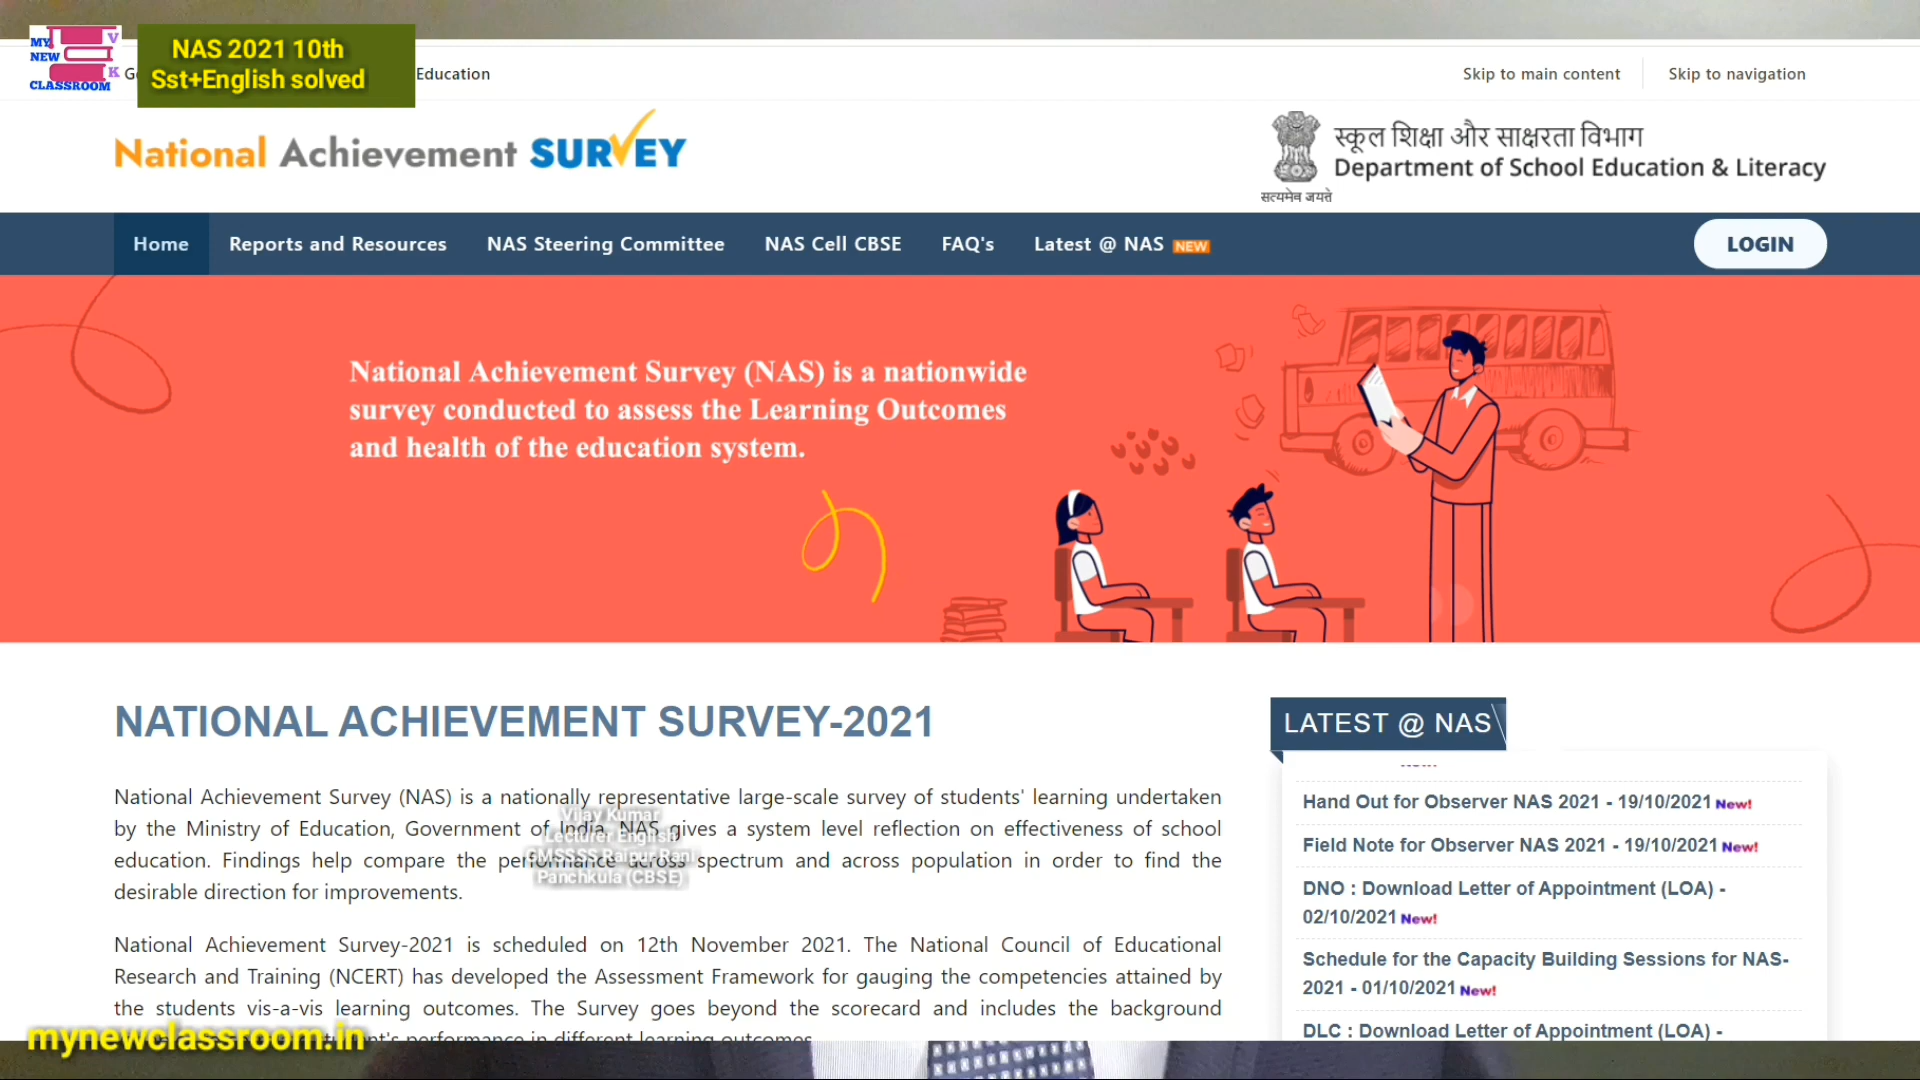 MY
NEW
CLASSROOM
V
K
NAS 2021 10th
Sst+English solved
Education
Skip to main content
Skip to navigation
National Achievement SURVEY
स्कूल शिक्षा और साक्षरता विभाग
Department of School Education & Literacy
सत्यमेव जयते
Home
Reports and Resources
NAS Steering Committee
NAS Cell CBSE
FAQ's
Latest @ NAS NEW
LOGIN
National Achievement Survey (NAS) is a nationwide
survey conducted to assess the Learning Outcomes
and health of the education system.
NATIONAL ACHIEVEMENT SURVEY-2021
National Achievement Survey (NAS) is a nationally representative large-scale survey of students' learning undertaken
by the Ministry of Education, Government of India. NAS gives a system level reflection on effectiveness of school
education. Findings help compare the performance across spectrum and across population in order to find the
desirable direction for improvements.
Vijay Kumar
Lecturer English
GMSSSS Raipur Rani
Panchkula (CBSE)
National Achievement Survey-2021 is scheduled on 12th November 2021. The National Council of Educational
Research and Training (NCERT) has developed the Assessment Framework for gauging the competencies attained by
the students vis-a-vis learning outcomes. The Survey goes beyond the scorecard and includes the background
performance in different learning outcomes
LATEST @ NAS
Hand Out for Observer NAS 2021 - 19/10/2021 New!
Field Note for Observer NAS 2021 - 19/10/2021 New!
DNO : Download Letter of Appointment (LOA) -
02/10/2021 New!
Schedule for the Capacity Building Sessions for NAS-
2021 - 01/10/2021 New!
DLC : Download Letter of Appointment (LOA) -
mynewclassroom.in